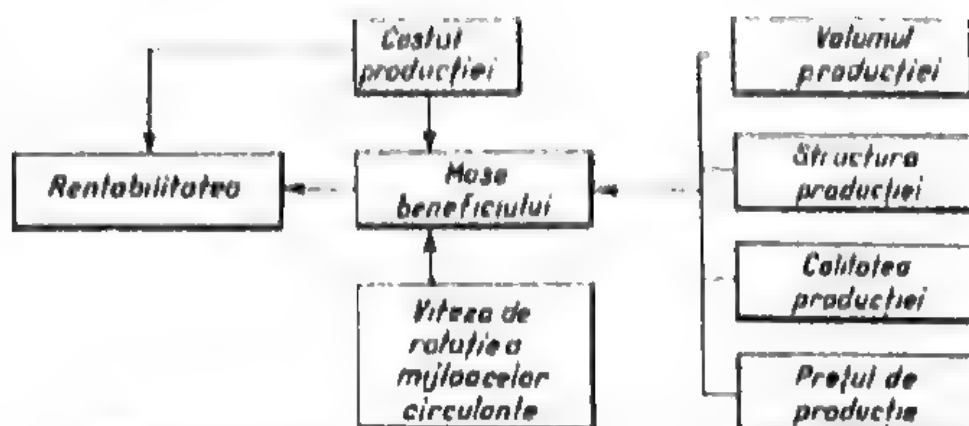 Costul
producției
Volumul
producției
Rentabilitatea
Masa
beneficiului
Structura
producției
Calitatea
producției
Viteza de
rotație a
mijloacelor
circulante
Prețul de
producție